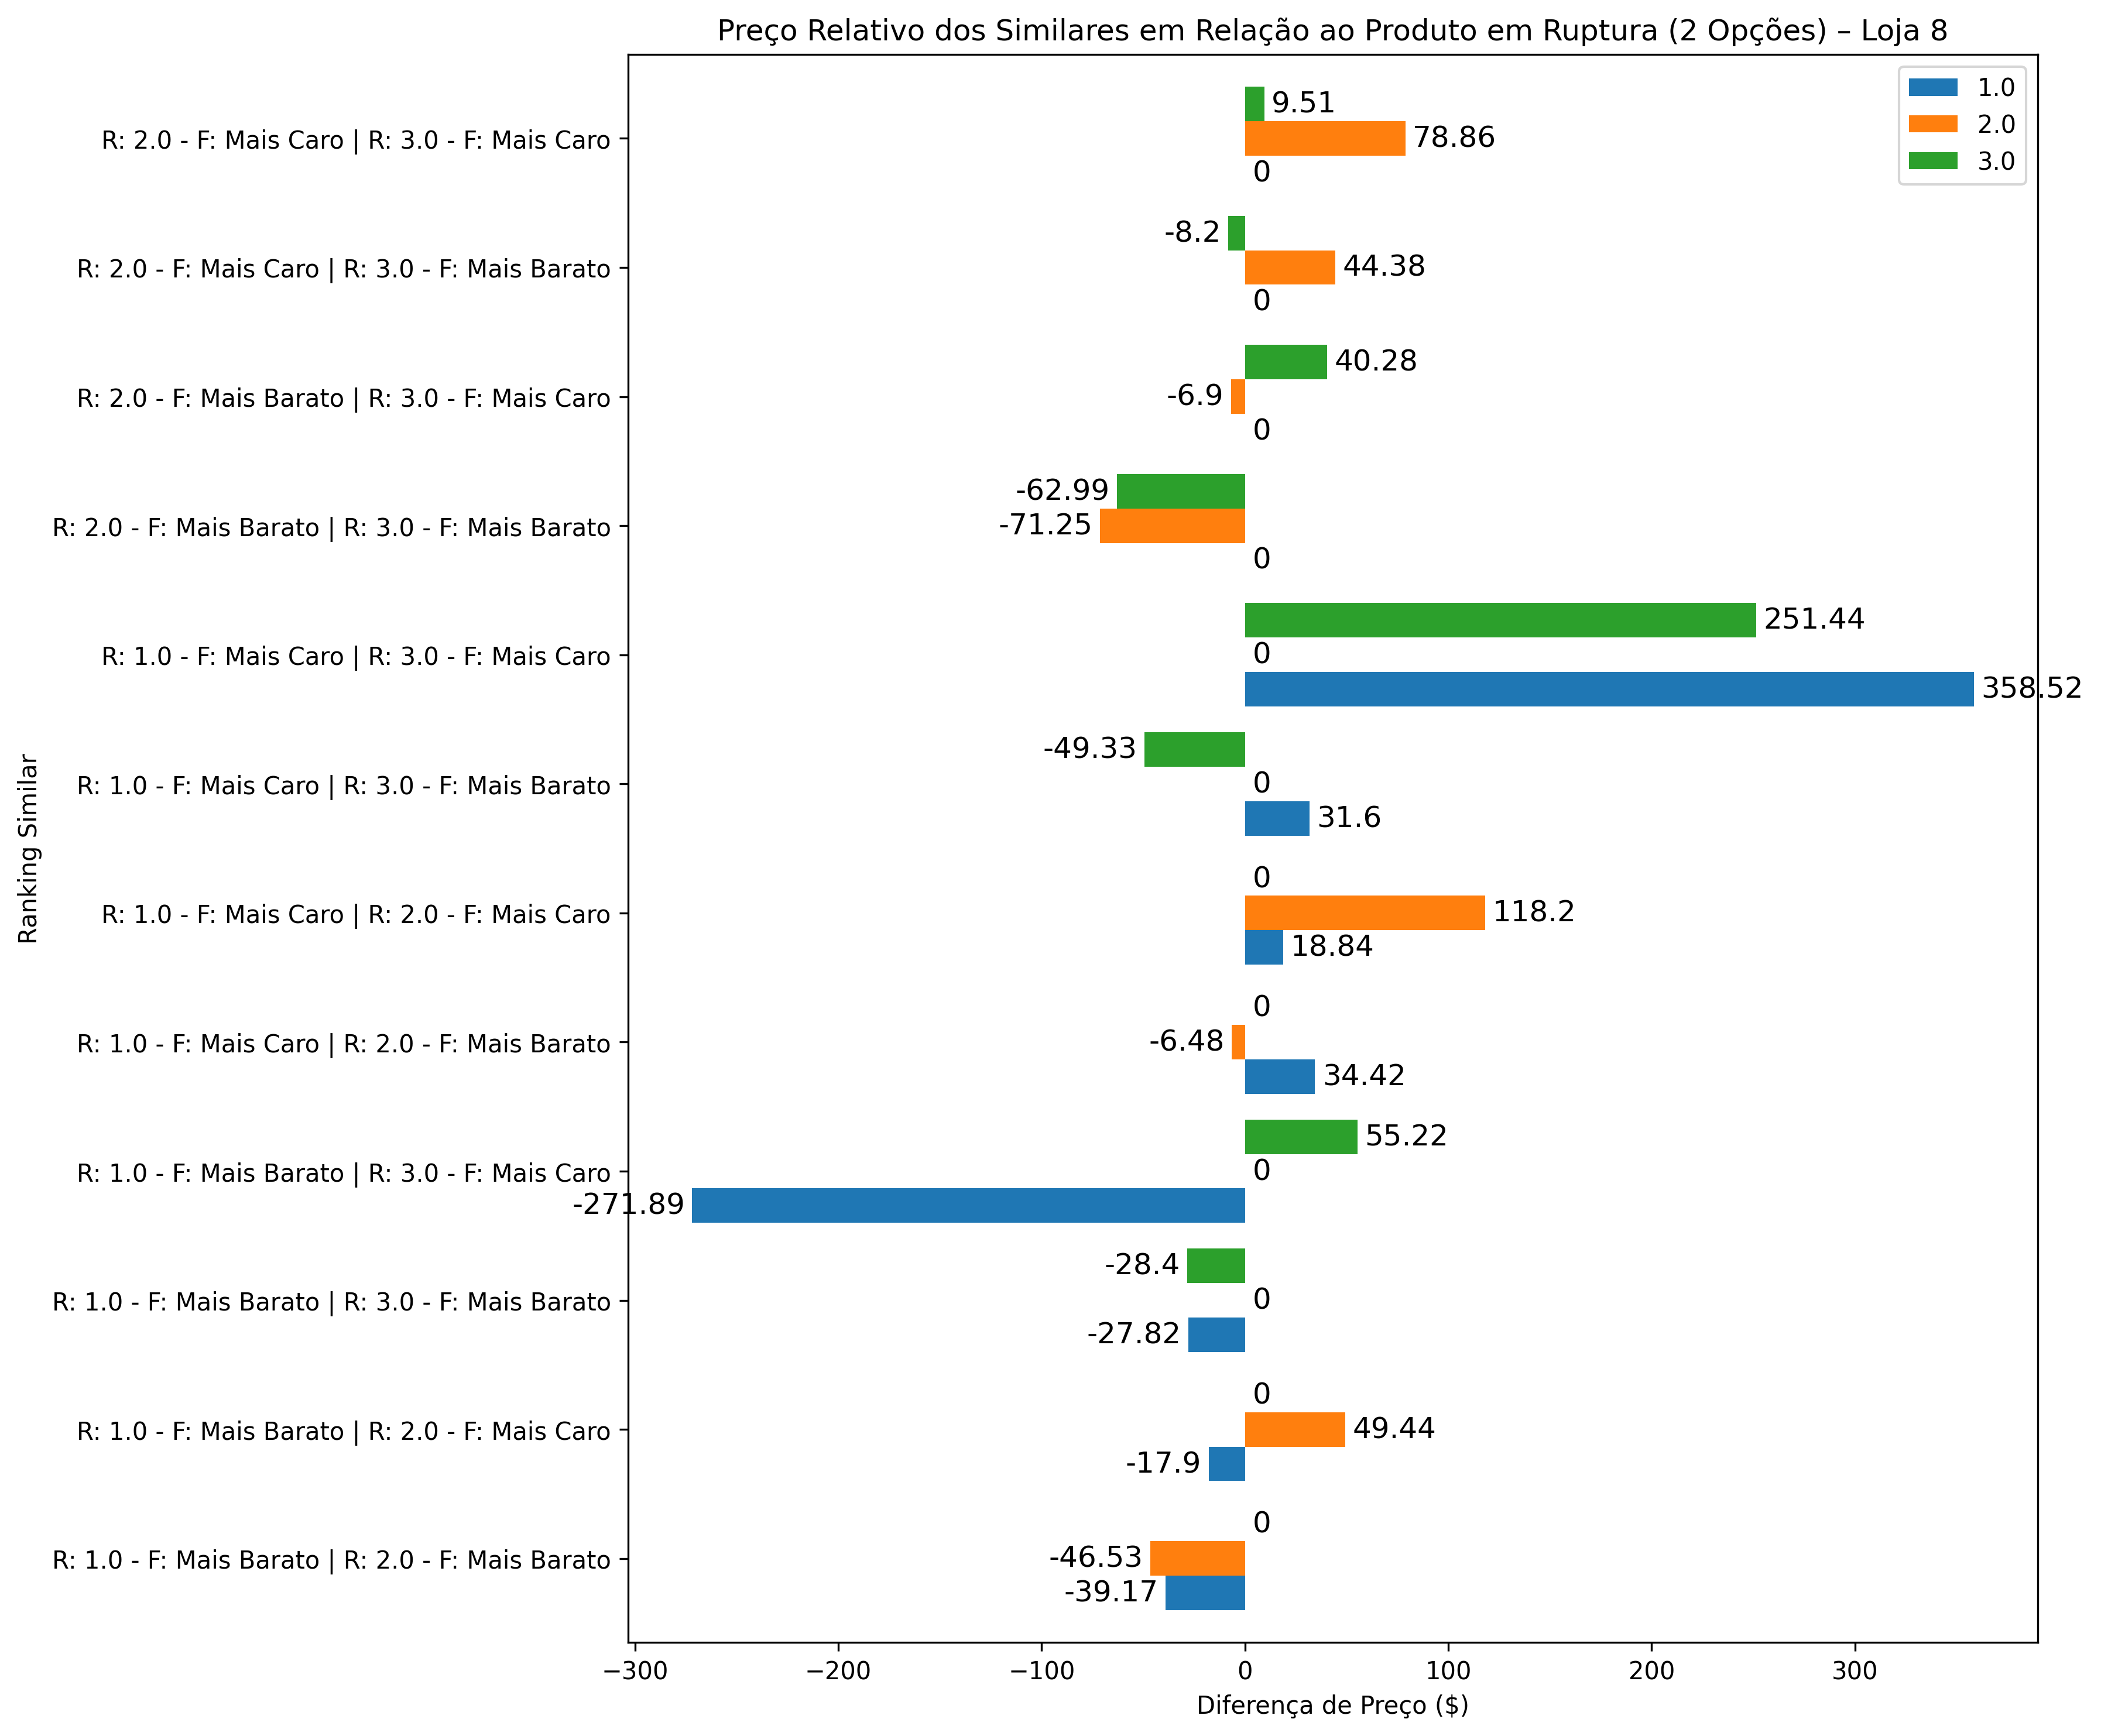 Preço Relativo dos Similares em Relação ao Produto em Ruptura (2 Opções) – Loja 8
1.0
2.0
3.0
R: 2.0 - F: Mais Caro | R: 3.0 - F: Mais Caro
9.51
78.86
0
R: 2.0 - F: Mais Caro | R: 3.0 - F: Mais Barato
-8.2
44.38
0
R: 2.0 - F: Mais Barato | R: 3.0 - F: Mais Caro
40.28
-6.9
0
R: 2.0 - F: Mais Barato | R: 3.0 - F: Mais Barato
-62.99
-71.25
0
R: 1.0 - F: Mais Caro | R: 3.0 - F: Mais Caro
251.44
0
358.52
R: 1.0 - F: Mais Caro | R: 3.0 - F: Mais Barato
-49.33
0
31.6
R: 1.0 - F: Mais Caro | R: 2.0 - F: Mais Caro
0
118.2
18.84
R: 1.0 - F: Mais Caro | R: 2.0 - F: Mais Barato
0
-6.48
34.42
R: 1.0 - F: Mais Barato | R: 3.0 - F: Mais Caro
55.22
0
-271.89
R: 1.0 - F: Mais Barato | R: 3.0 - F: Mais Barato
-28.4
0
-27.82
R: 1.0 - F: Mais Barato | R: 2.0 - F: Mais Caro
0
49.44
-17.9
R: 1.0 - F: Mais Barato | R: 2.0 - F: Mais Barato
0
-46.53
-39.17
Ranking Similar
−300 −200 −100 0 100 200 300
Diferença de Preço ($)